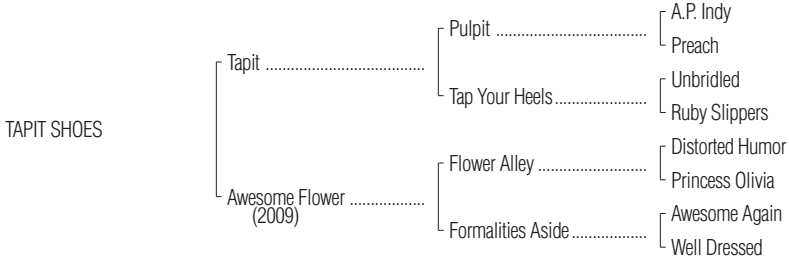 A.P. Indy
Pulpit ....................................
Preach
Tapit ......................................
Unbridled
Tap Your Heels......................
Ruby Slippers
TAPIT SHOES
Distorted Humor
Flower Alley ..........................
Princess Olivia
Awesome Flower ..................
(2009)
Awesome Again
Formalities Aside..................
Well Dressed